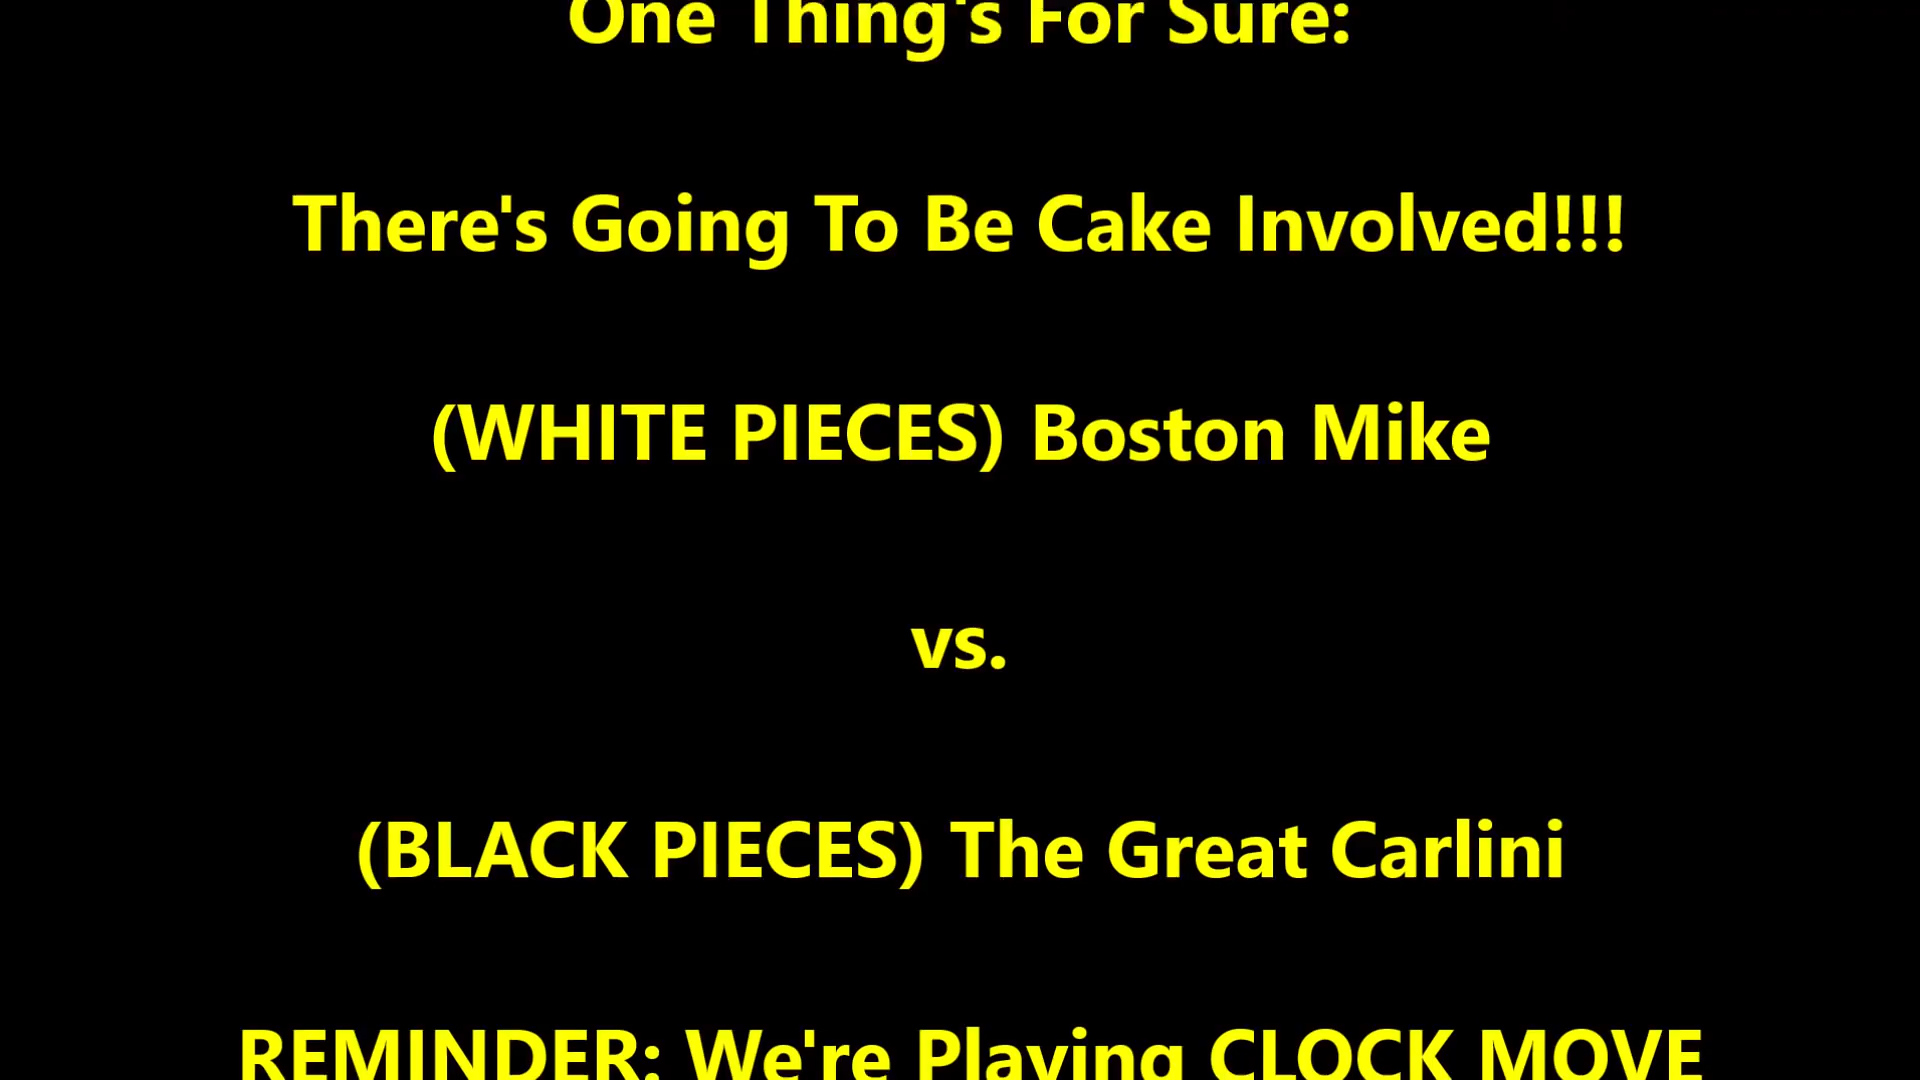 One Thing's For Sure:
There's Going To Be Cake Involved!!!
(WHITE PIECES) Boston Mike
vs.
(BLACK PIECES) The Great Carlini
REMINDER: We're Playing CLOCK MOVE